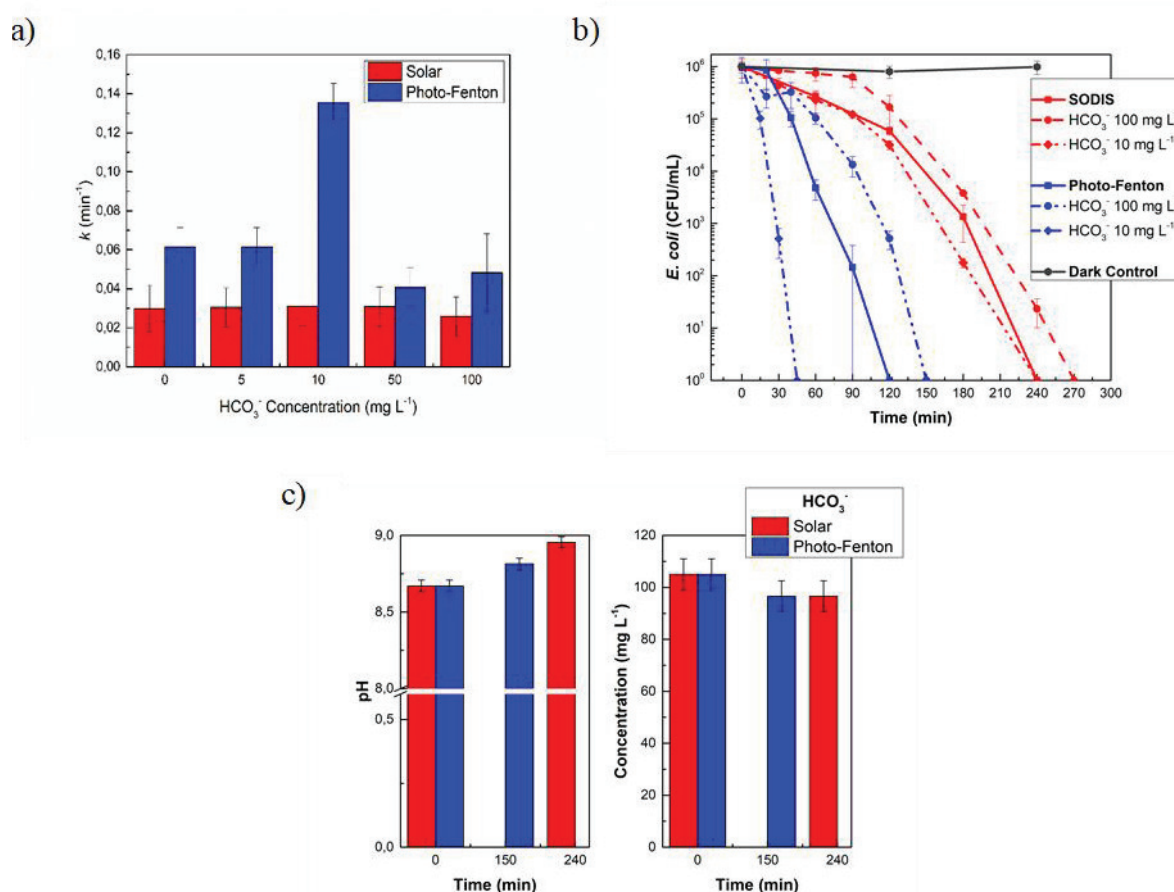 a)
0,16
0,14
0,12
0,10
0,08
0,06
0,04
0,02
0,00
k (min⁻¹)
Solar
Photo-Fenton
0 5 10 50 100
HCO₃⁻ Concentration (mg L⁻¹)
b)
10⁶
10⁵
10⁴
10³
10²
10¹
10⁰
E. coli (CFU/mL)
SODIS
HCO₃⁻ 100 mg L
HCO₃⁻ 10 mg L⁻¹
Photo-Fenton
HCO₃⁻ 100 mg L
HCO₃⁻ 10 mg L⁻¹
Dark Control
0 30 60 90 120 150 180 210 240 270 300
Time (min)
c)
9,0
8,5
8,0
0,5
0,0
pH
0 150 240
Time (min)
HCO₃⁻
Solar
Photo-Fenton
120
100
80
60
40
20
0
Concentration (mg L⁻¹)
0 150 240
Time (min)